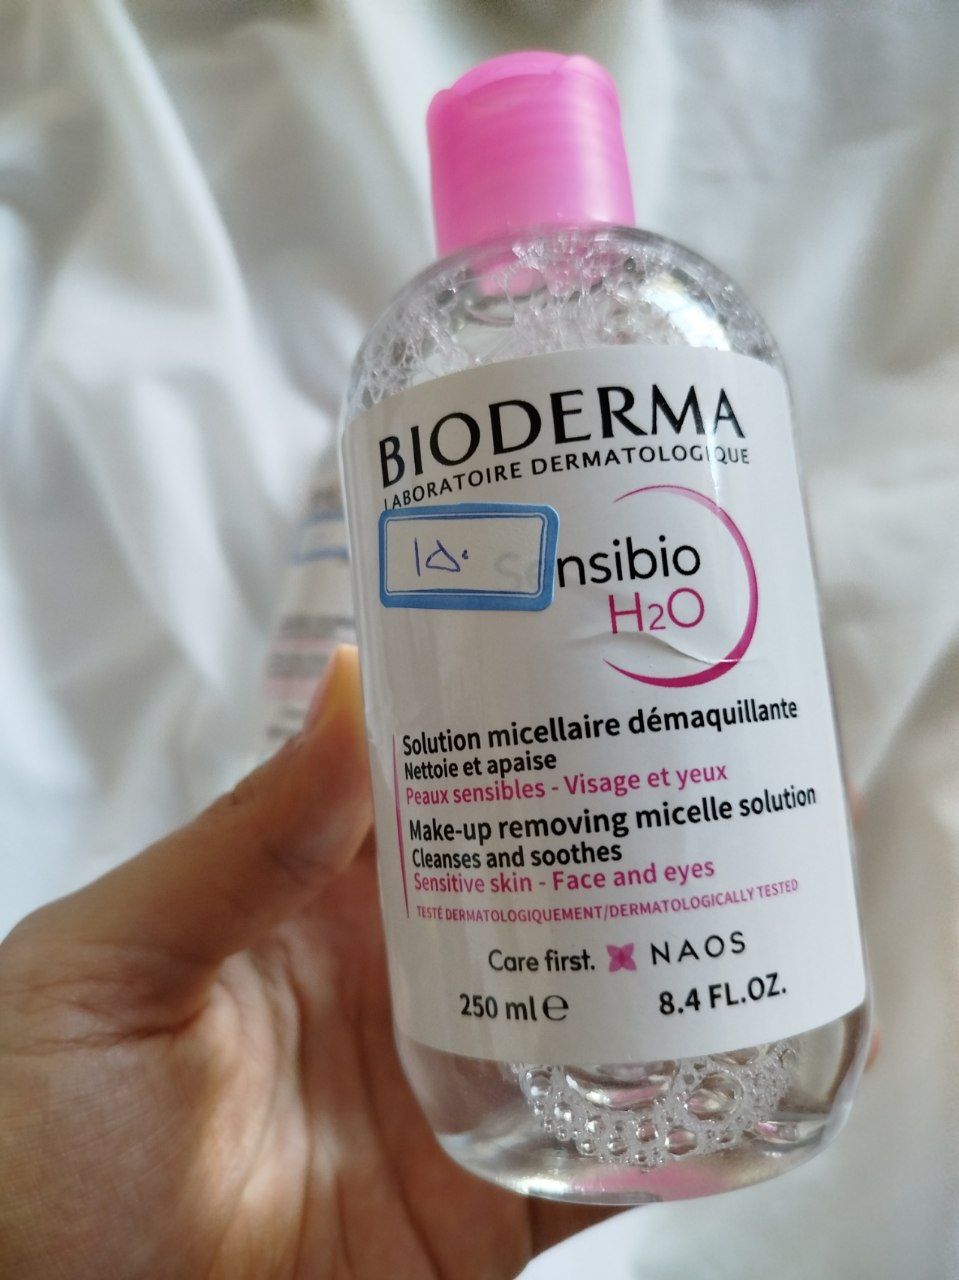 BIODERMA
LABORATOIRE DERMATOLOGIQUE
۱۵۰
Sensibio
H2O
Solution micellaire démaquillante
Nettoie et apaise
Peaux sensibles - Visage et yeux
Make-up removing micelle solution
Cleanses and soothes
Sensitive skin - Face and eyes
TESTÉ DERMATOLOGIQUEMENT/DERMATOLOGICALLY TESTED
Care first. NAOS
250 ml ℮ 8.4 FL.OZ.